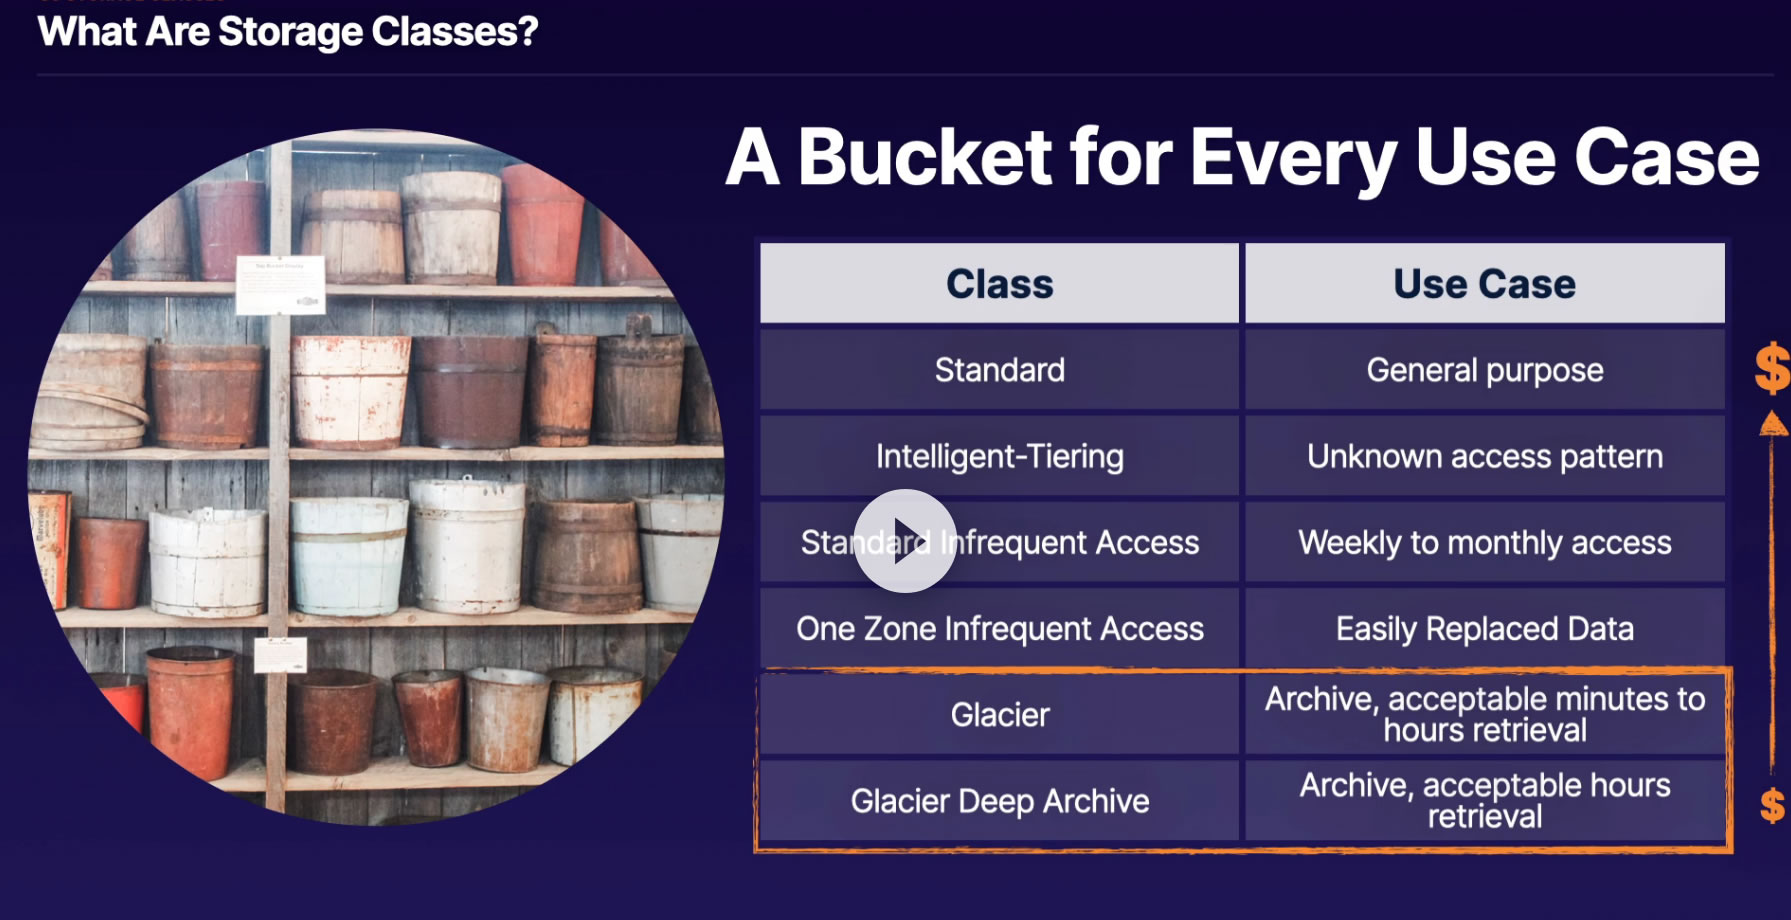 What Are Storage Classes?
A Bucket for Every Use Case
Class
Use Case
Standard
General purpose
$
Intelligent-Tiering
Unknown access pattern
Standard Infrequent Access
Weekly to monthly access
One Zone Infrequent Access
Easily Replaced Data
Glacier
Archive, acceptable minutes to
hours retrieval
Glacier Deep Archive
Archive, acceptable hours
retrieval
$